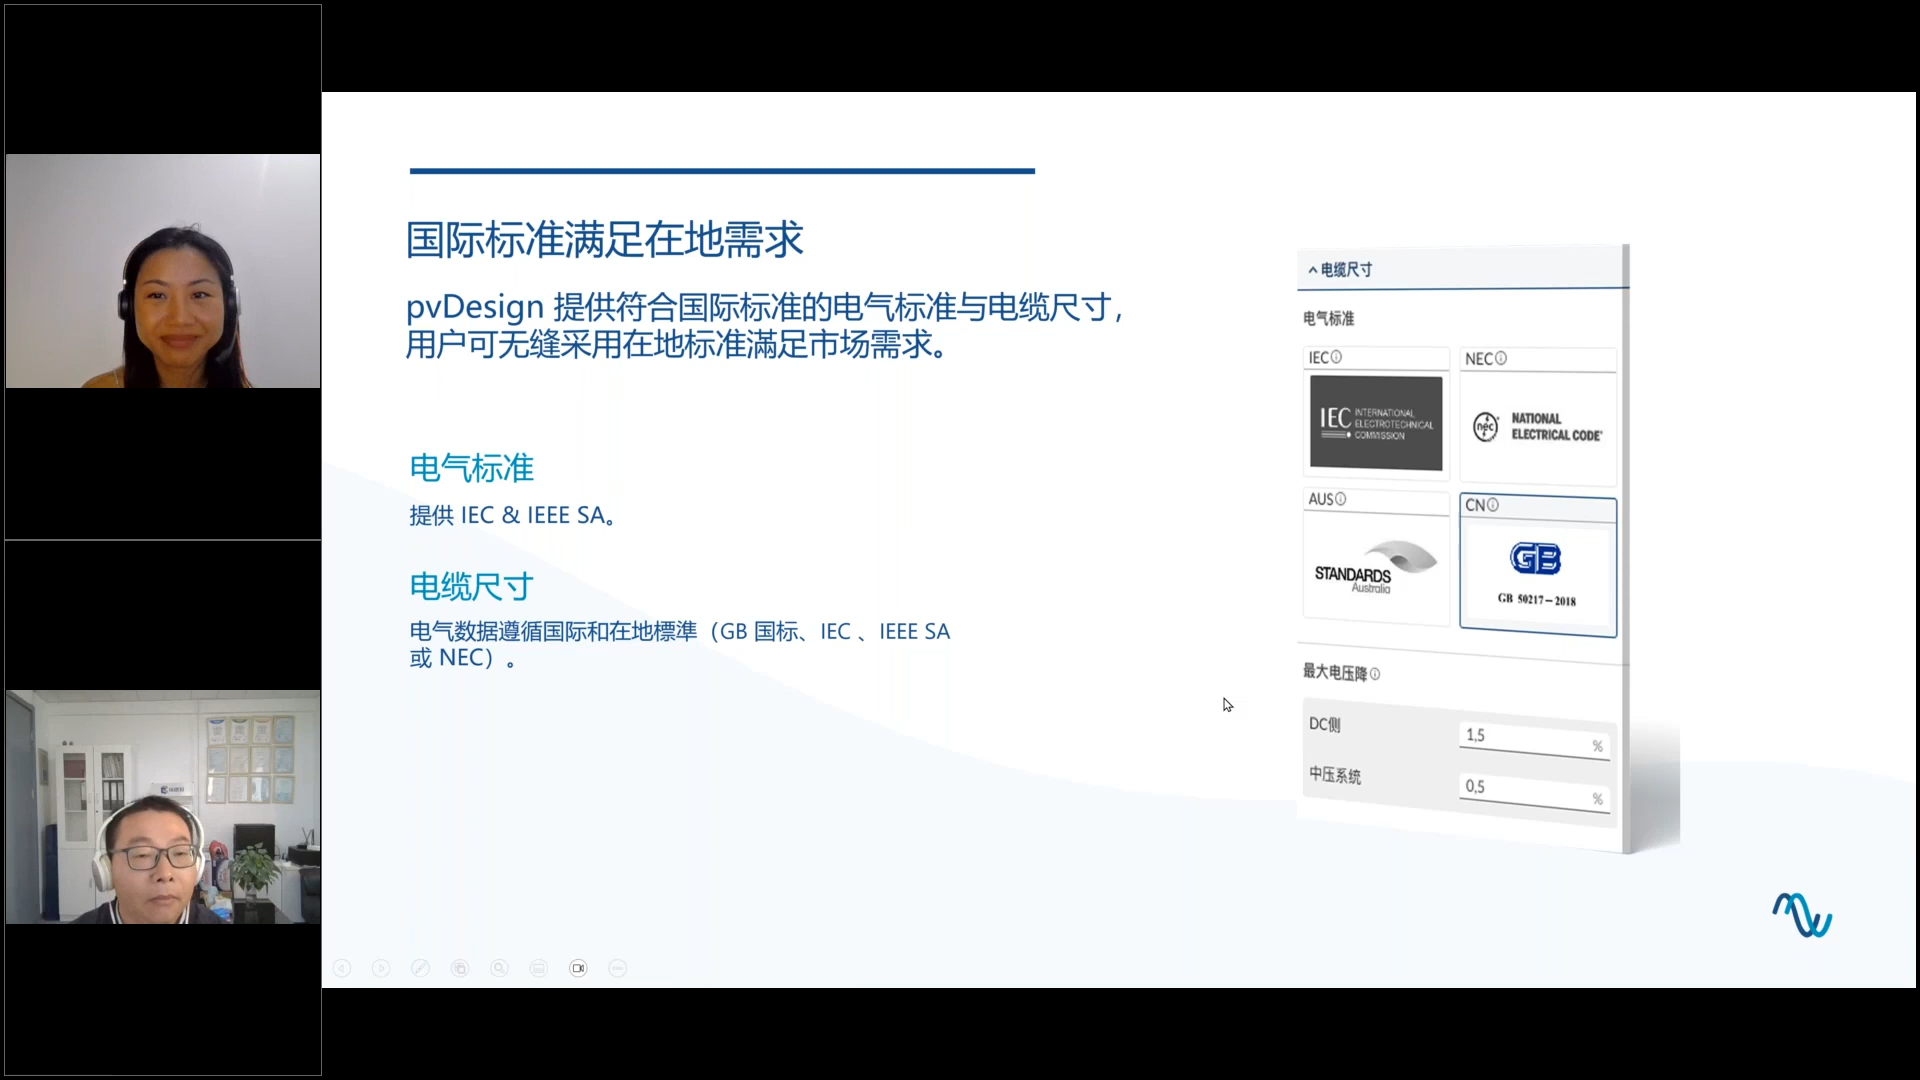 国际标准满足在地需求
pvDesign 提供符合国际标准的电气标准与电缆尺寸，
用户可无缝采用在地标准滿足市场需求。
电气标准
提供 IEC & IEEE SA。
电缆尺寸
电气数据遵循国际和在地標準（GB 国标、IEC 、IEEE SA
或 NEC）。
电缆尺寸
电气标准
IEC
NEC
IEC INTERNATIONAL
ELECTROTECHNICAL
COMMISSION
nec
NATIONAL
ELECTRICAL CODE
AUS
CN
STANDARDS
Australia
GB
GB 50217－2018
最大电压降
DC侧
1,5
%
中压系统
0,5
%